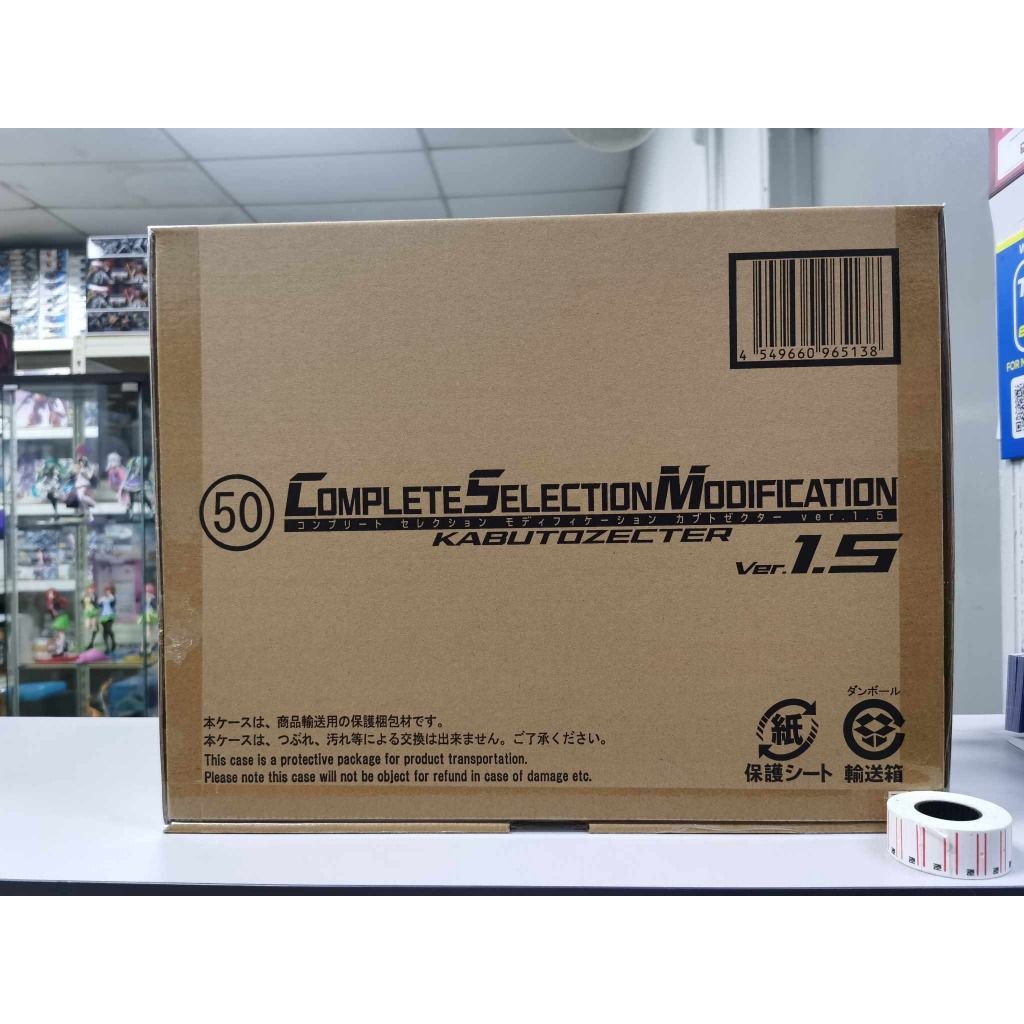 4 549660 965138
50
COMPLETE SELECTION MODIFICATION
コンプリート セレクション モディフィケーション カブトゼクター ver.1.5
KABUTOZECTER
Ver. 1.5
ダンボール
本ケースは、商品輸送用の保護梱包材です。
本ケースは、つぶれ、汚れ等による交換は出来ません。ご了承ください。
This case is a protective package for product transportation.
Please note this case will not be object for refund in case of damage etc.
紙
保護シート
輸送箱
RM